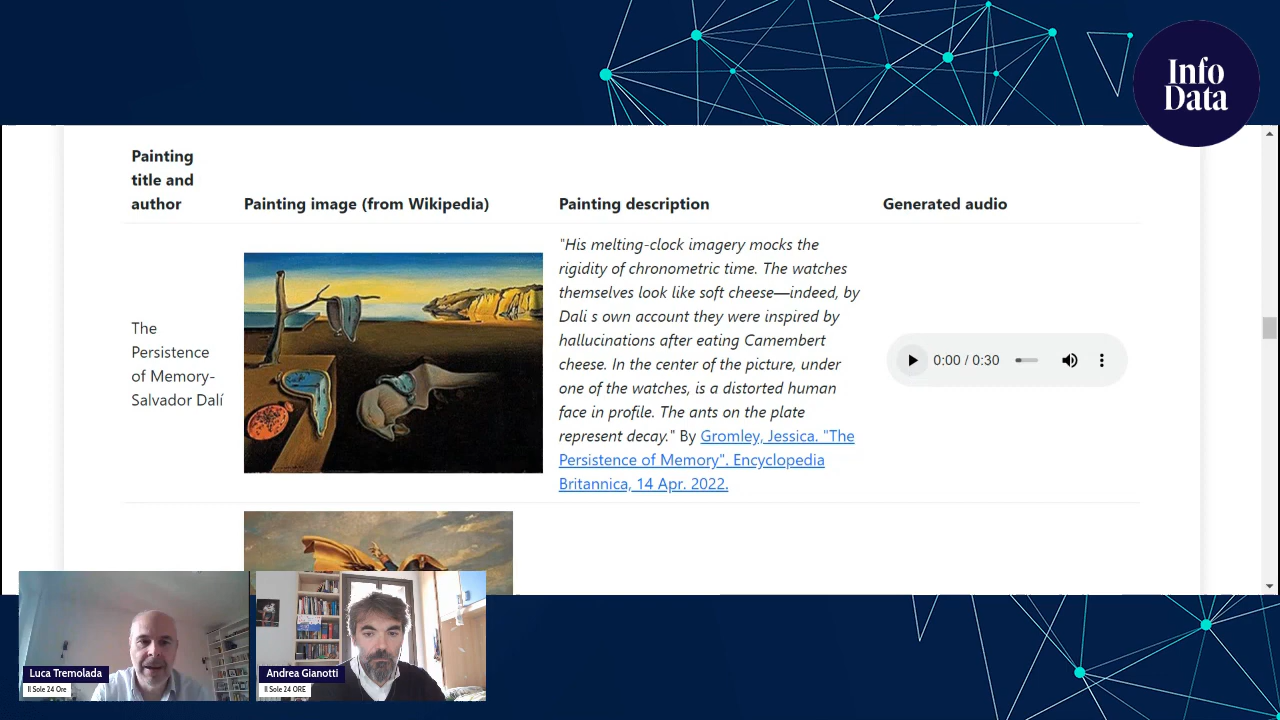 Info
Data
Painting
title and
author
Painting image (from Wikipedia)
Painting description
Generated audio
The
Persistence
of Memory-
Salvador Dalí
"His melting-clock imagery mocks the
rigidity of chronometric time. The watches
themselves look like soft cheese—indeed, by
Dali s own account they were inspired by
hallucinations after eating Camembert
cheese. In the center of the picture, under
one of the watches, is a distorted human
face in profile. The ants on the plate
represent decay." By Gromley, Jessica. "The
Persistence of Memory". Encyclopedia
Britannica, 14 Apr. 2022.
0:00 / 0:30
Luca Tremolada
Il Sole 24 Ore
Andrea Gianotti
Il Sole 24 ORE